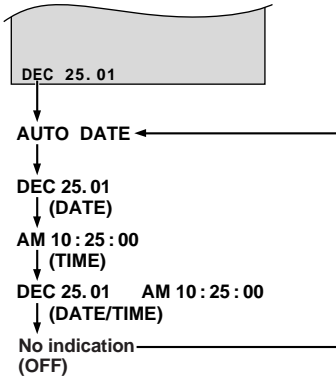 DEC 25.01
AUTO DATE
DEC 25.01
(DATE)
AM 10:25:00
(TIME)
DEC 25.01 AM 10:25:00
(DATE/TIME)
No indication
(OFF)